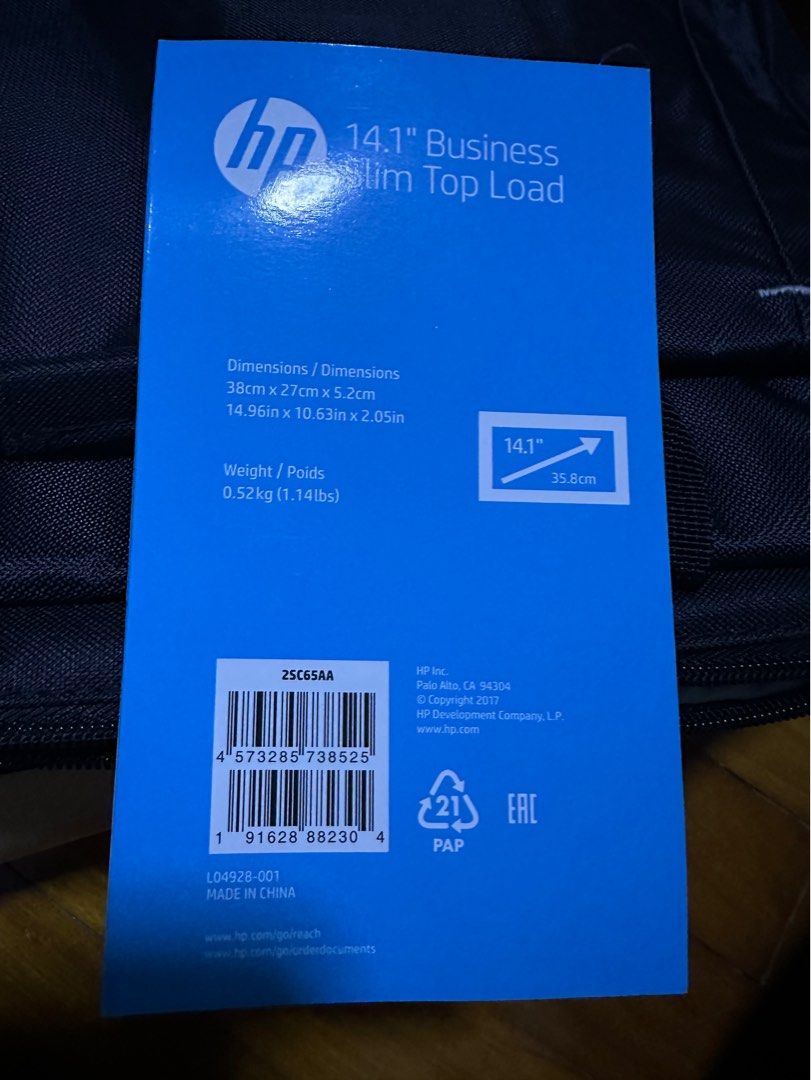 hp
14.1" Business
Slim Top Load
Dimensions / Dimensions
38cm x 27cm x 5.2cm
14.96in x 10.63in x 2.05in
Weight / Poids
0.52kg (1.14lbs)
14.1"
35.8cm
2SC65AA
4 573285 738525
1 91628 88230 4
HP Inc.
Palo Alto, CA 94304
© Copyright 2017
HP Development Company, L.P.
www.hp.com
21
PAP
EAC
L04928-001
MADE IN CHINA
www.hp.com/go/reach
www.hp.com/go/orderdocuments